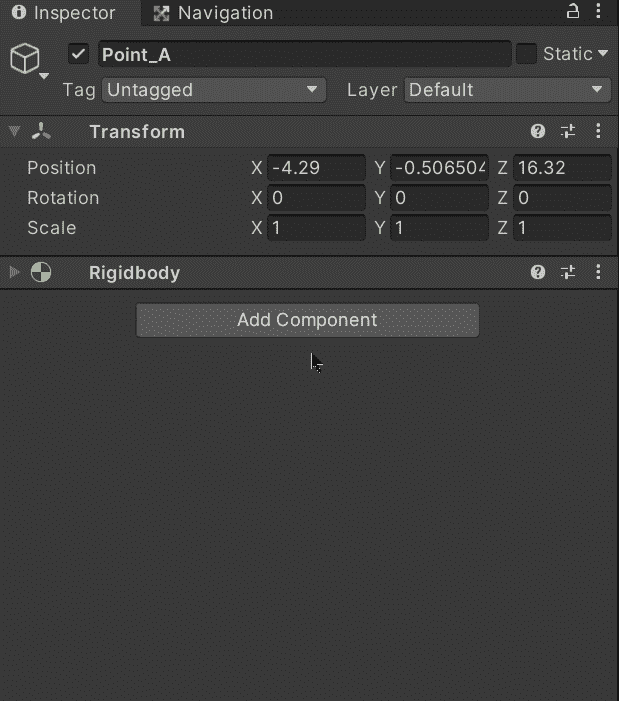 Inspector Navigation
Point_A Static
Tag Untagged Layer Default
Transform
Position X -4.29 Y -0.506504 Z 16.32
Rotation X 0 Y 0 Z 0
Scale X 1 Y 1 Z 1
Rigidbody
Add Component